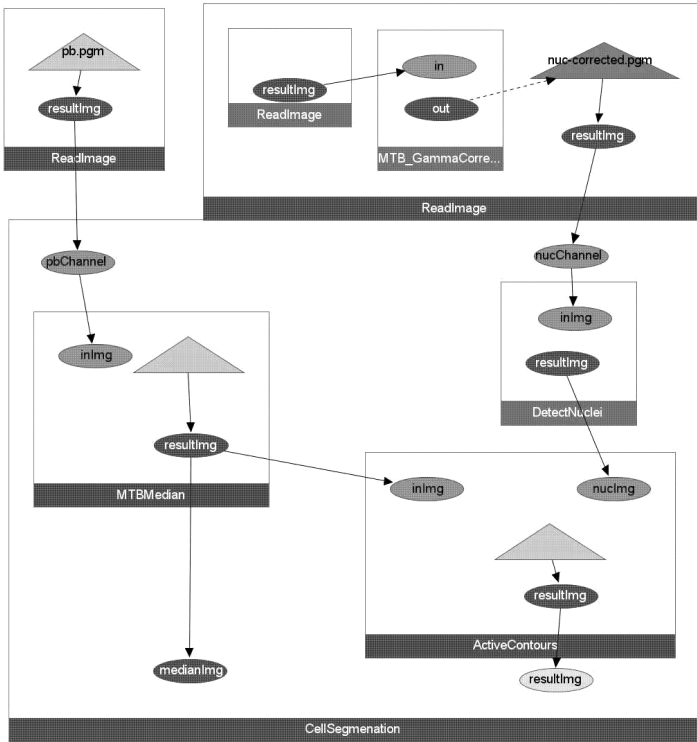 pb.pgm
resultImg
ReadImage
resultImg
ReadImage
in
out
MTB_GammaCorre...
nuc-corrected.pgm
resultImg
ReadImage
pbChannel
nucChannel
inImg
resultImg
MTBMedian
inImg
resultImg
DetectNuclei
inImg
nucImg
resultImg
ActiveContours
medianImg
resultImg
CellSegmenation